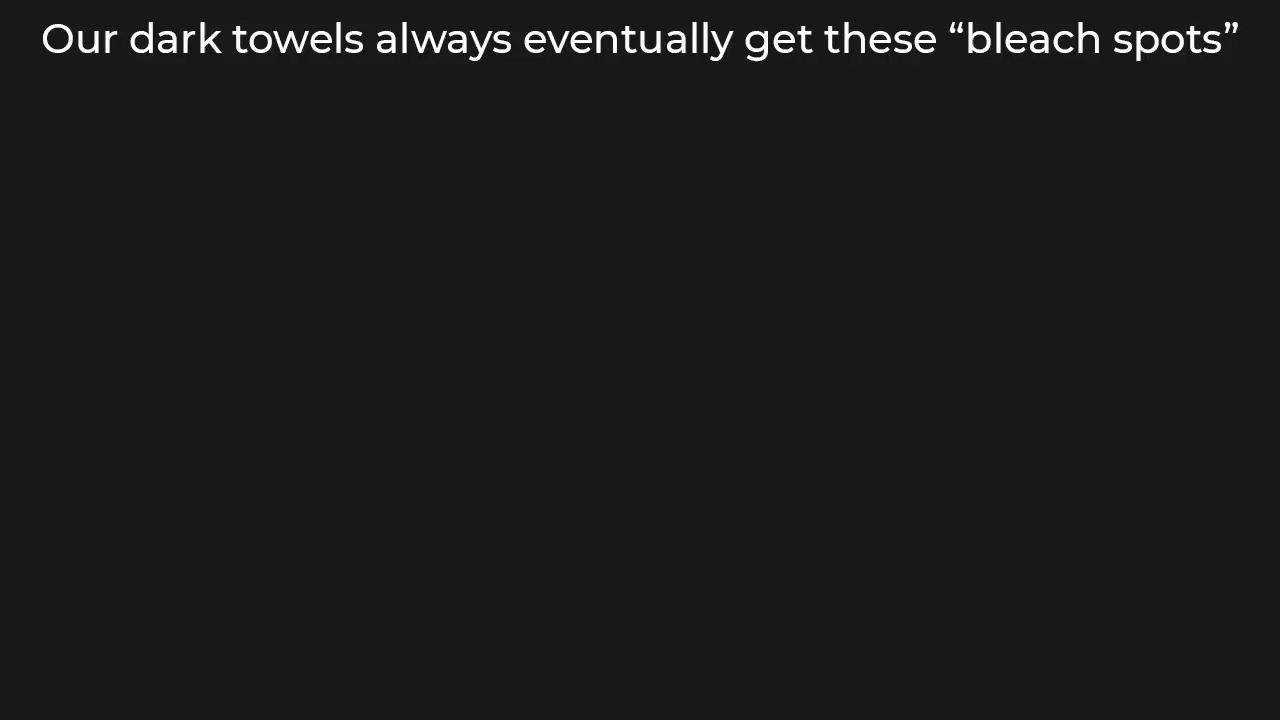 Our dark towels always eventually get these “bleach spots”